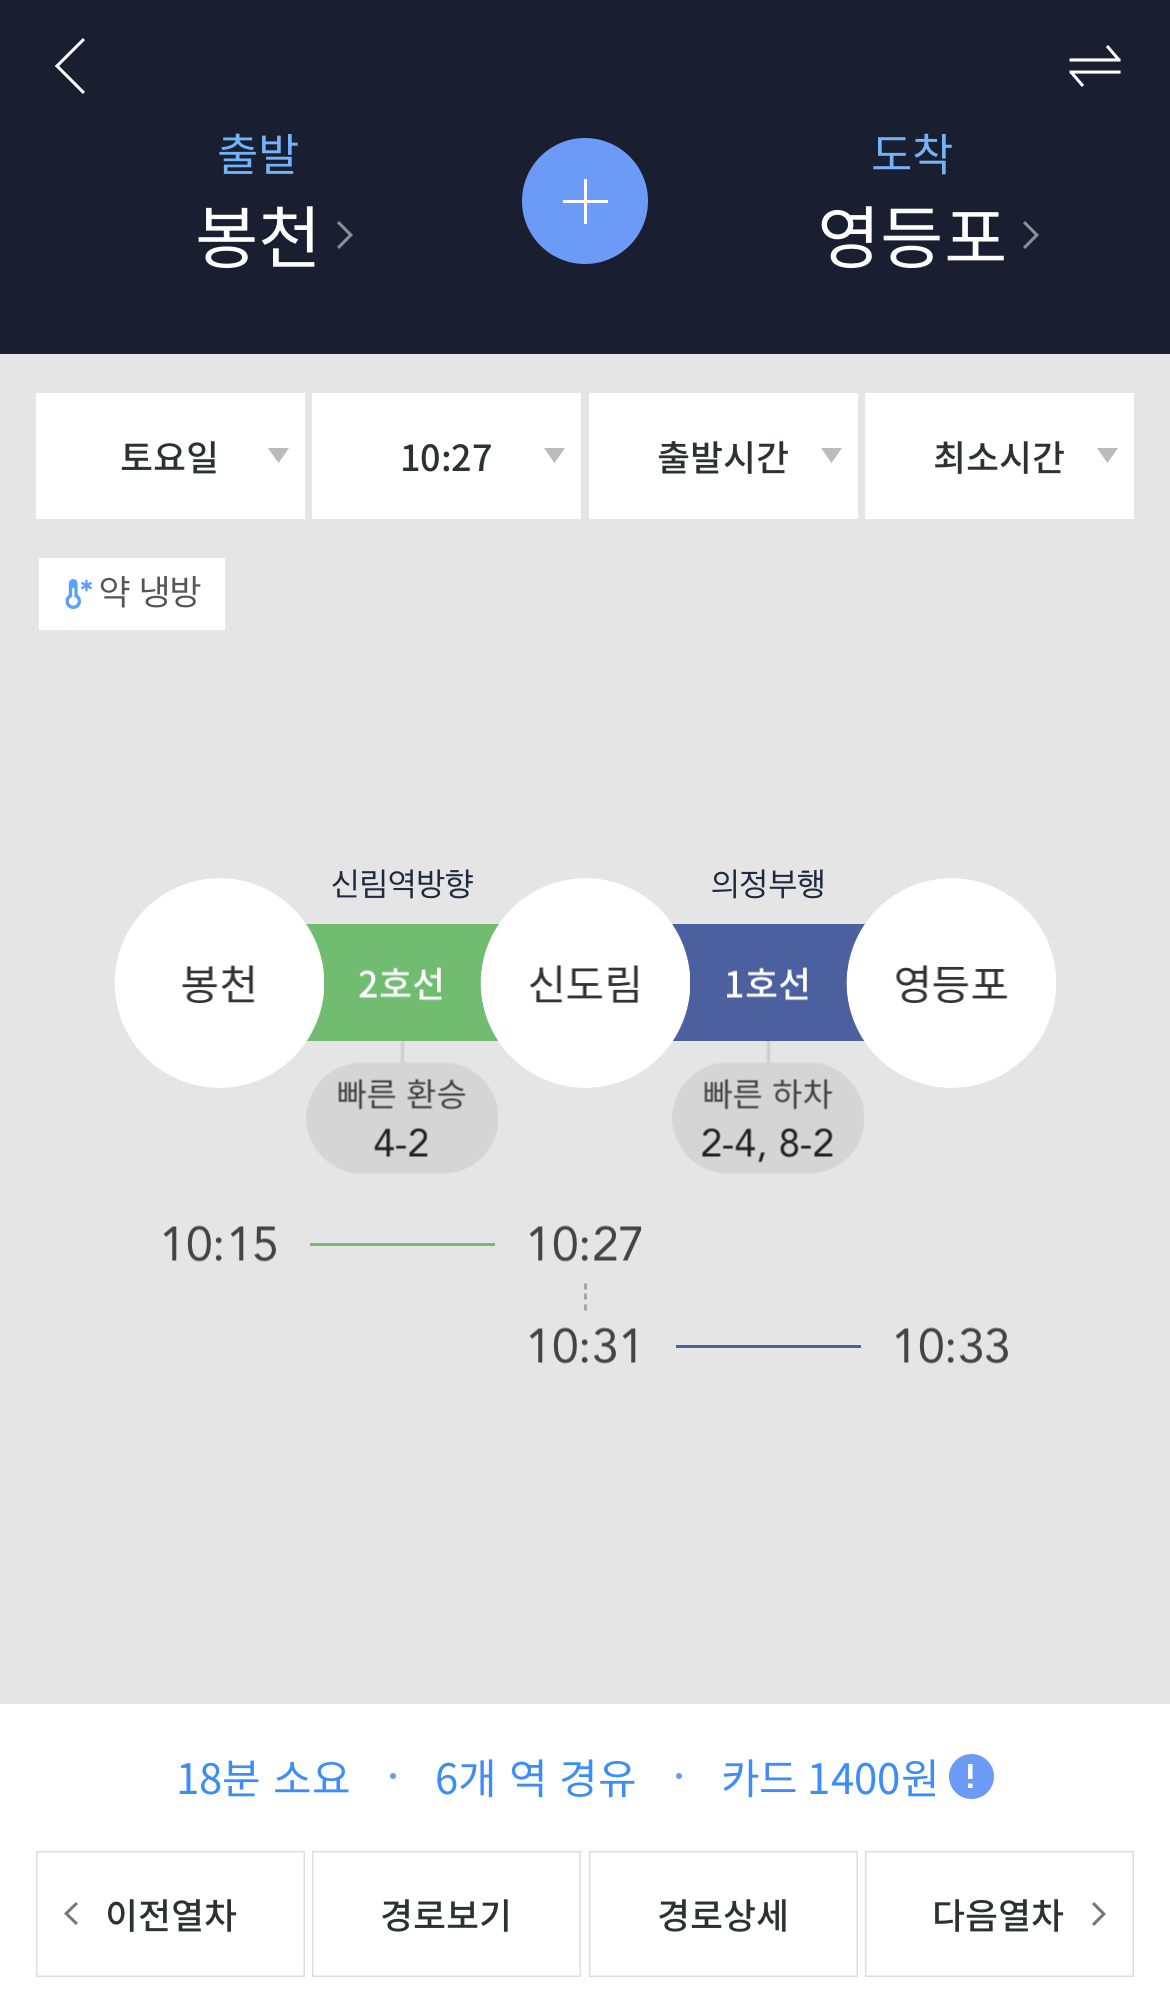 출발
봉천
도착
영등포
토요일 10:27 출발시간 최소시간
약 냉방
신림역방향 의정부행
봉천 2호선 신도림 1호선 영등포
빠른 환승
4-2
빠른 하차
2-4, 8-2
10:15 10:27
10:31 10:33
18분 소요 · 6개 역 경유 · 카드 1400원
이전열차 경로보기 경로상세 다음열차